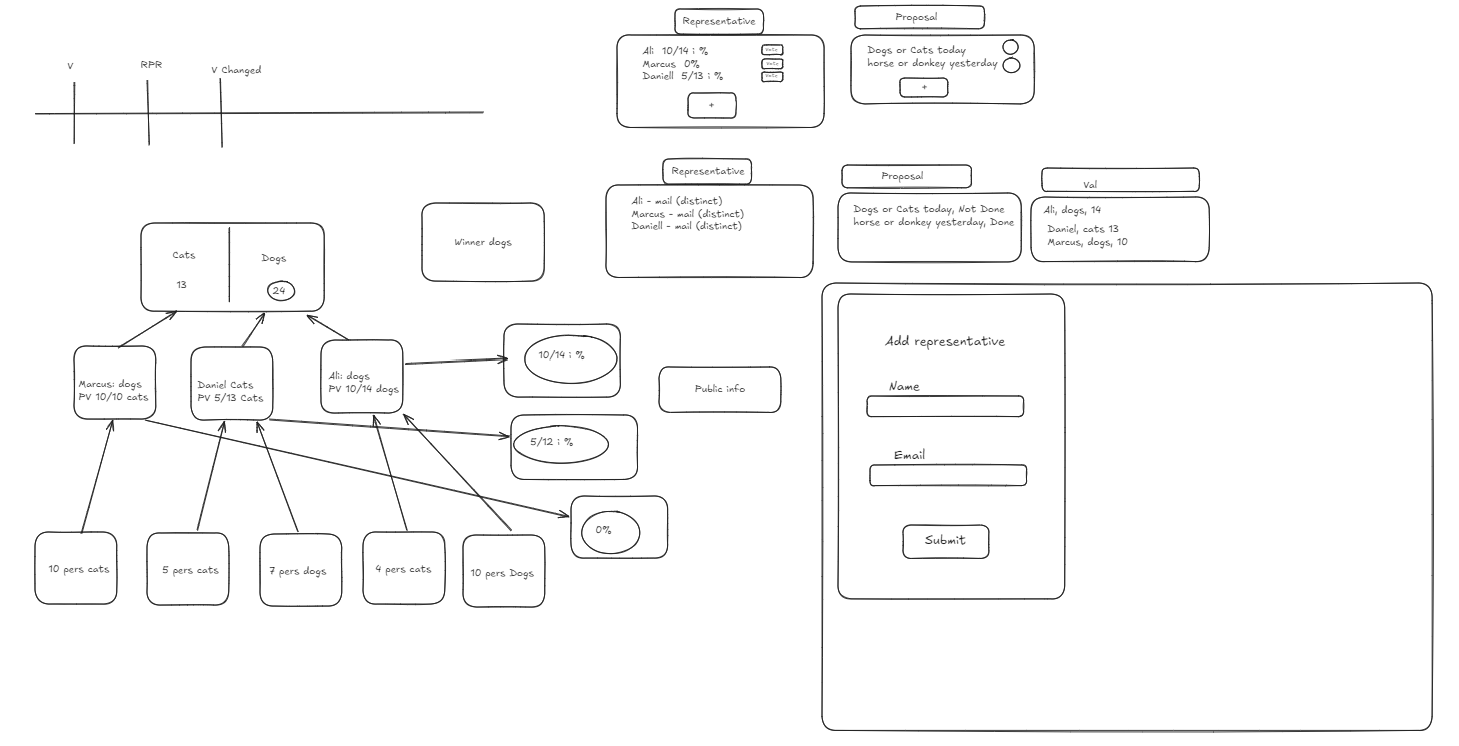 V
RPR
V Changed
Representative
Ali 10/14 : %
Marcus 0%
Daniell 5/13 : %
Vote
Vote
Vote
+
Proposal
Dogs or Cats today
horse or donkey yesterday
+
Representative
Ali - mail (distinct)
Marcus - mail (distinct)
Daniell - mail (distinct)
Proposal
Dogs or Cats today, Not Done
horse or donkey yesterday, Done
Val
Ali, dogs, 14
Daniel, cats 13
Marcus, dogs, 10
Cats
13
Dogs
24
Winner dogs
Marcus: dogs
PV 10/10 cats
Daniel Cats
PV 5/13 Cats
Ali: dogs
PV 10/14 dogs
10/14 : %
5/12 : %
0%
Public info
10 pers cats
5 pers cats
7 pers dogs
4 pers cats
10 pers Dogs
Add representative
Name
Email
Submit